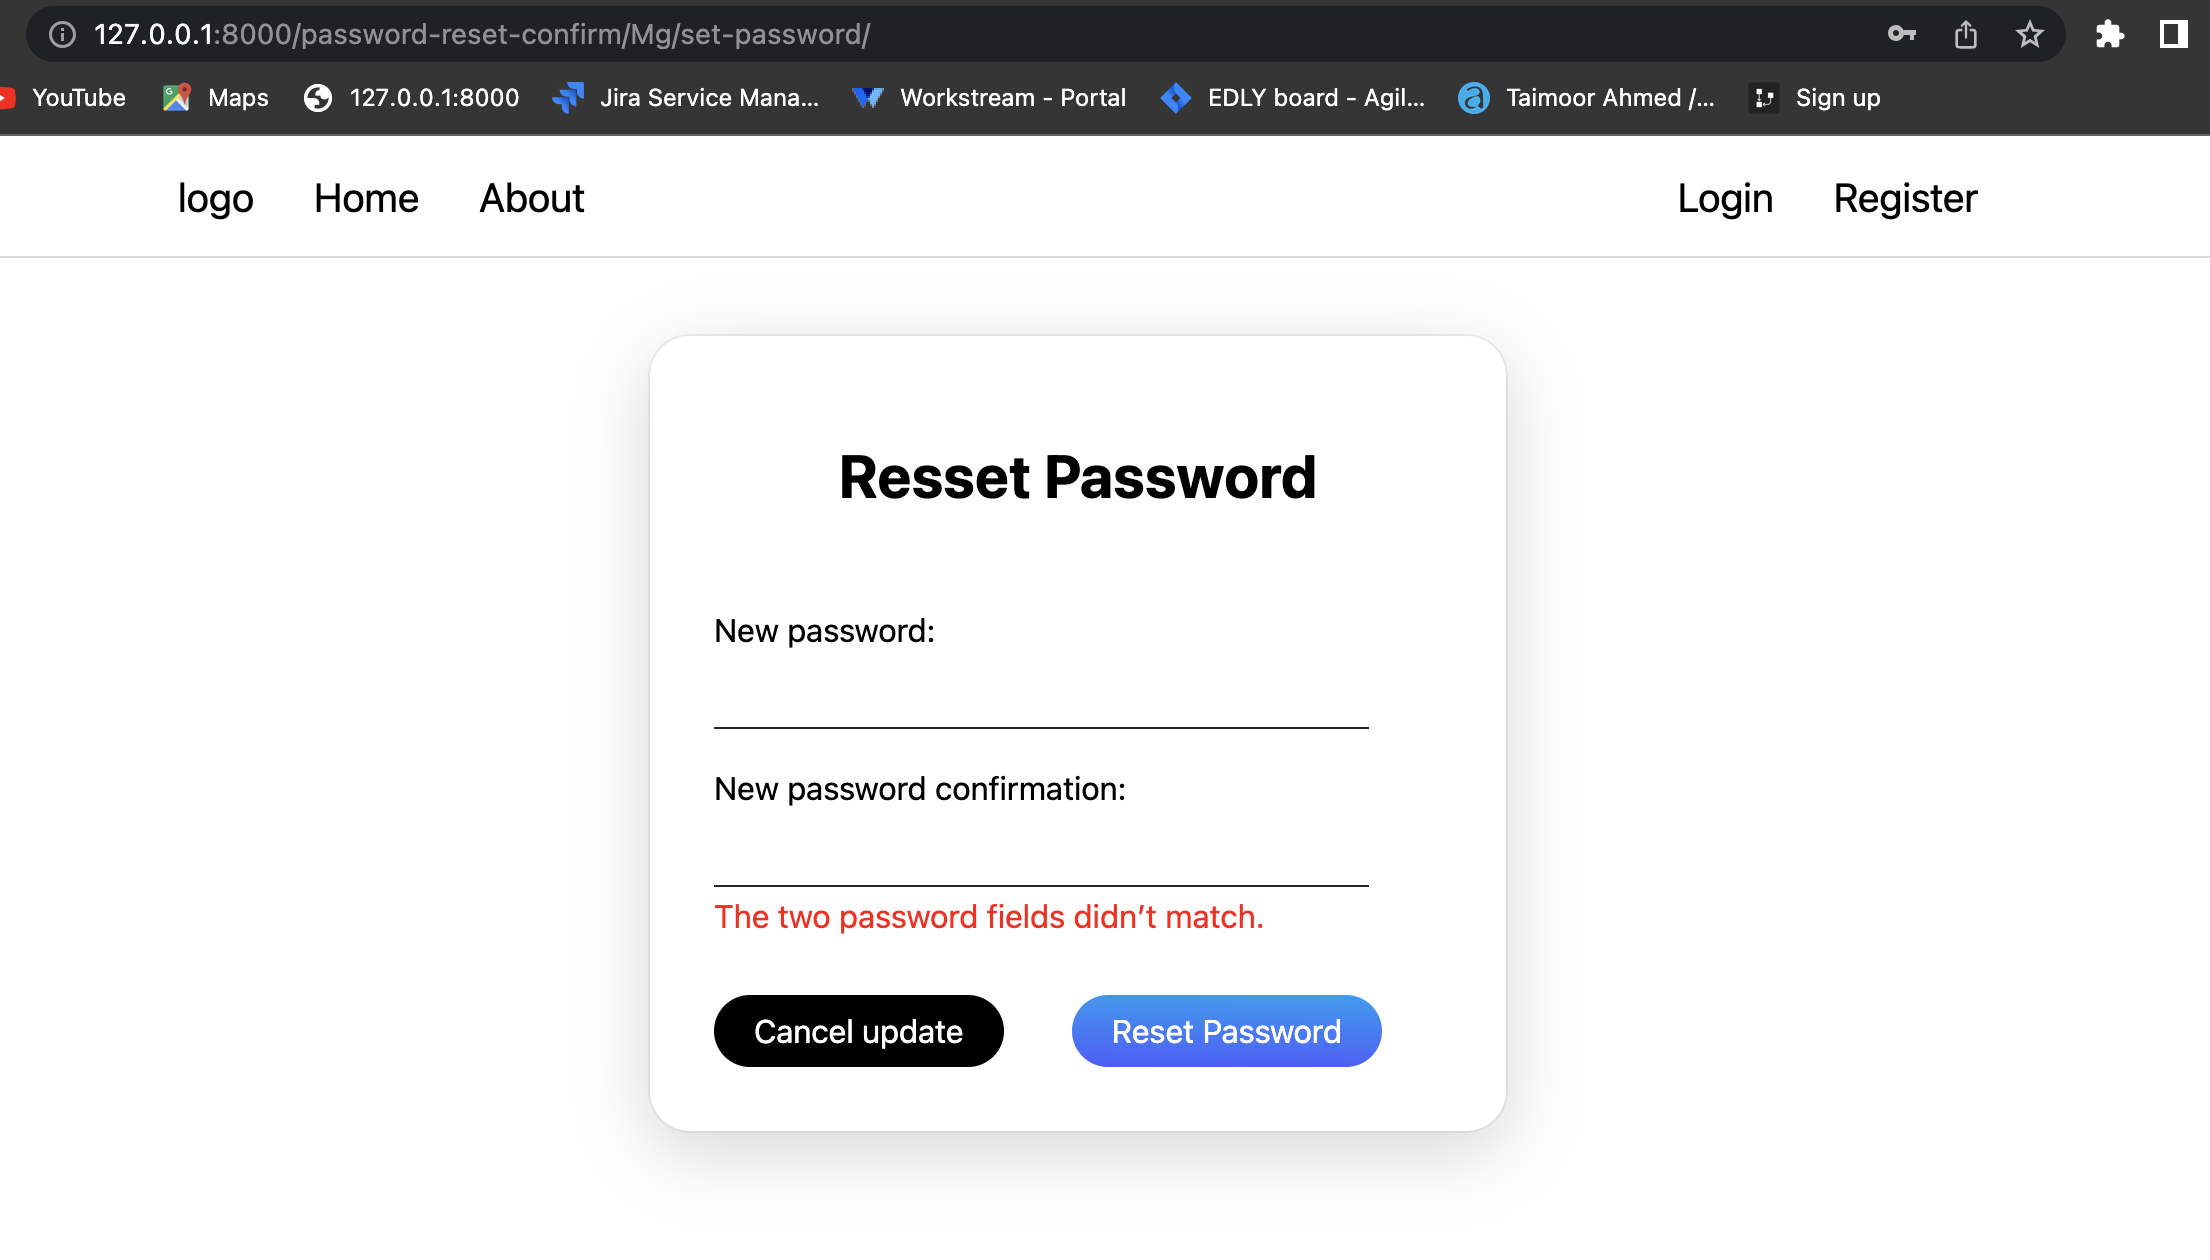 127.0.0.1:8000/password-reset-confirm/Mg/set-password/
YouTube Maps 127.0.0.1:8000 Jira Service Mana... Workstream - Portal EDLY board - Agil... Taimoor Ahmed /... Sign up
logo Home About Login Register
Resset Password
New password:
New password confirmation:
The two password fields didn’t match.
Cancel update Reset Password